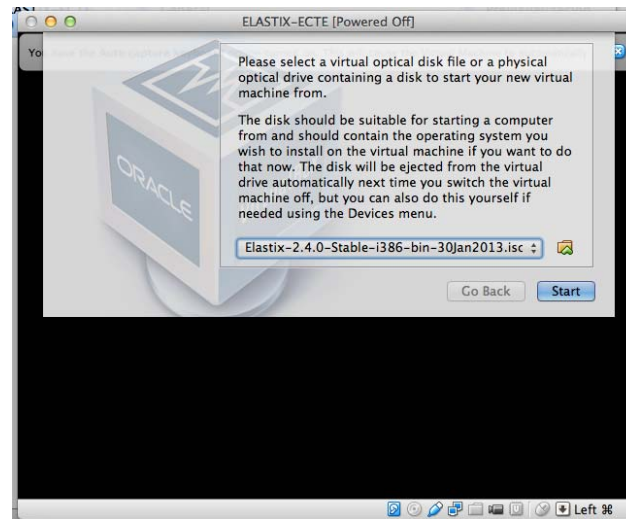 ELASTIX-ECTE [Powered Off]
Please select a virtual optical disk file or a physical
optical drive containing a disk to start your new virtual
machine from.
The disk should be suitable for starting a computer
from and should contain the operating system you
wish to install on the virtual machine if you want to do
that now. The disk will be ejected from the virtual
drive automatically next time you switch the virtual
machine off, but you can also do this yourself if
needed using the Devices menu.
ORACLE
Elastix-2.4.0-Stable-i386-bin-30Jan2013.isc
Go Back
Start
Left ⌘